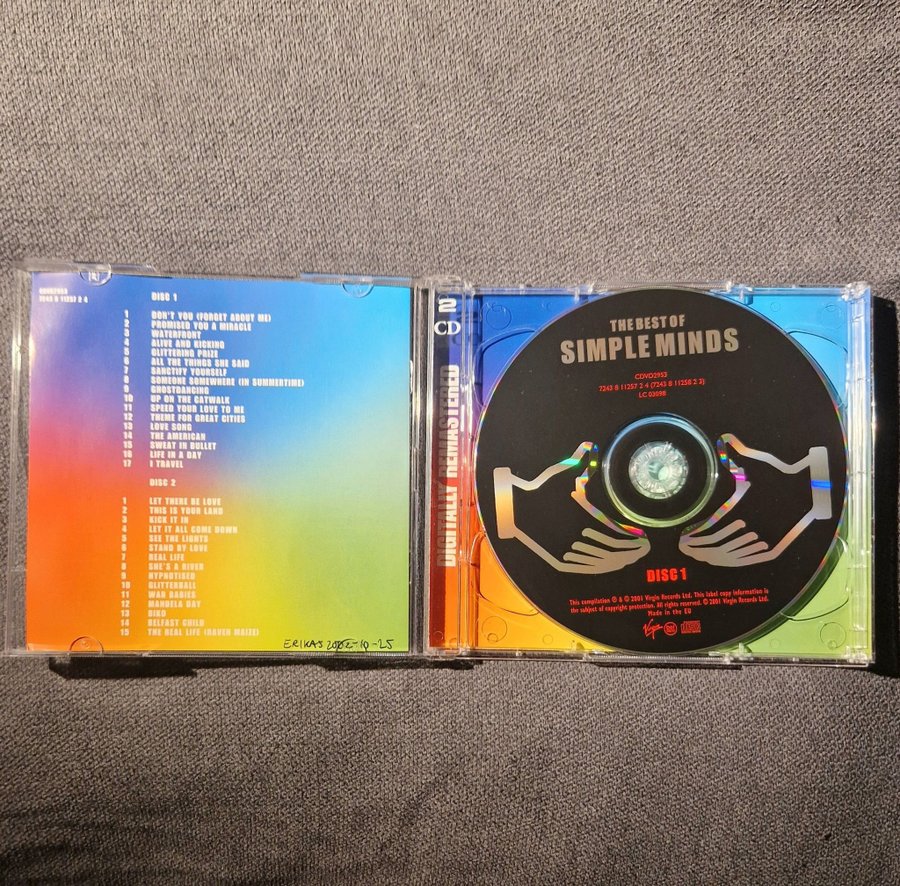 CDVD2953
7243 8 11257 2 4
DISC 1
1 DON'T YOU (FORGET ABOUT ME)
2 PROMISED YOU A MIRACLE
3 WATERFRONT
4 ALIVE AND KICKING
5 GLITTERING PRIZE
6 ALL THE THINGS SHE SAID
7 SANCTIFY YOURSELF
8 SOMEONE SOMEWHERE (IN SUMMERTIME)
9 GHOSTDANCING
10 UP ON THE CATWALK
11 SPEED YOUR LOVE TO ME
12 THEME FOR GREAT CITIES
13 LOVE SONG
14 THE AMERICAN
15 SWEAT IN BULLET
16 LIFE IN A DAY
17 I TRAVEL
DISC 2
1 LET THERE BE LOVE
2 THIS IS YOUR LAND
3 KICK IT IN
4 LET IT ALL COME DOWN
5 SEE THE LIGHTS
6 STAND BY LOVE
7 REAL LIFE
8 SHE'S A RIVER
9 HYPNOTISED
10 GLITTERBALL
11 WAR BABIES
12 MANDELA DAY
13 BIKO
14 BELFAST CHILD
15 THE REAL LIFE (RAVEN MAIZE)
ERIKAS 2002-10-25
2
CD
DIGITALLY REMASTERED
THE BEST OF
SIMPLE MINDS
CDVD2953
7243 8 11257 2 4 (7243 8 11258 2 3)
LC 03098
DISC 1
This compilation ℗ & © 2001 Virgin Records Ltd. This label copy information is
the subject of copyright protection. All rights reserved. © 2001 Virgin Records Ltd.
Made in the EU
Virgin